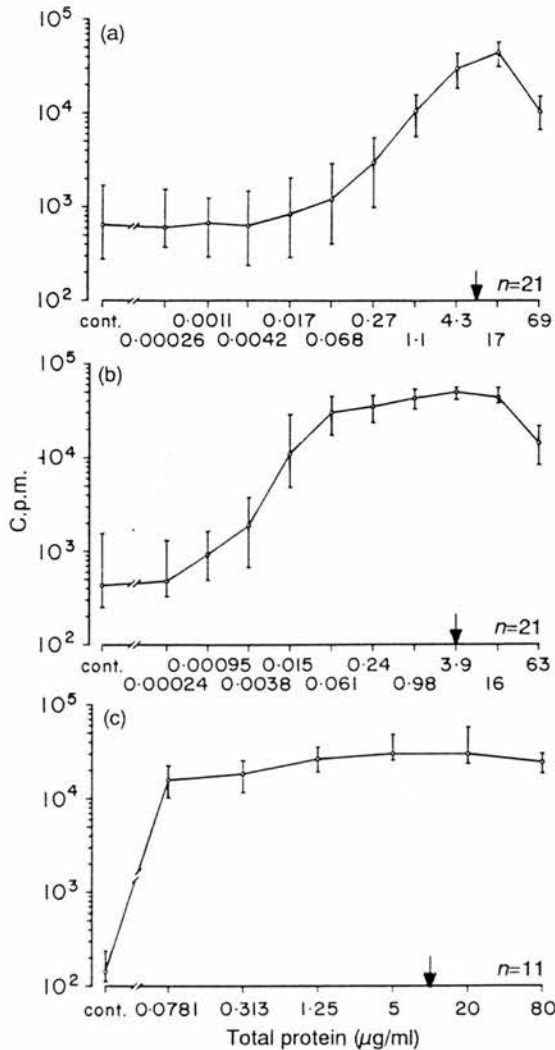 (a)
10⁵
10⁴
10³
10²
n=21
cont. 0·0011 0·017 0·27 4·3 69
0·00026 0·0042 0·068 1·1 17
(b)
10⁵
10⁴
10³
10²
C.p.m.
n=21
cont. 0·00095 0·015 0·24 3·9 63
0·00024 0·0038 0·061 0·98 16
(c)
10⁵
10⁴
10³
10²
n=11
cont. 0·0781 0·313 1·25 5 20 80
Total protein (μg/ml)